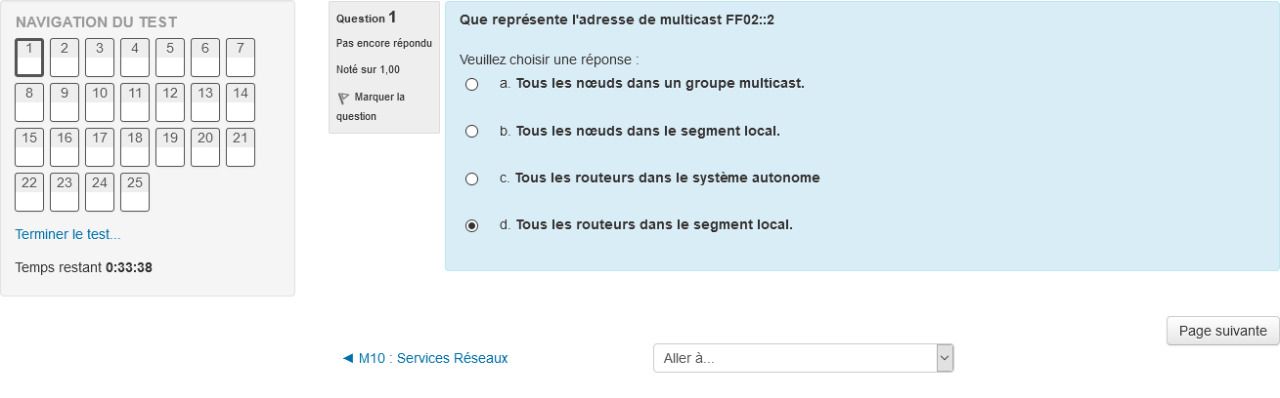 NAVIGATION DU TEST
1 2 3 4 5 6 7
8 9 10 11 12 13 14
15 16 17 18 19 20 21
22 23 24 25
Terminer le test...
Temps restant 0:33:38
Question 1
Pas encore répondu
Noté sur 1,00
Marquer la
question
Que représente l'adresse de multicast FF02::2
Veuillez choisir une réponse :
a. Tous les nœuds dans un groupe multicast.
b. Tous les nœuds dans le segment local.
c. Tous les routeurs dans le système autonome
d. Tous les routeurs dans le segment local.
Page suivante
◄ M10 : Services Réseaux
Aller à...